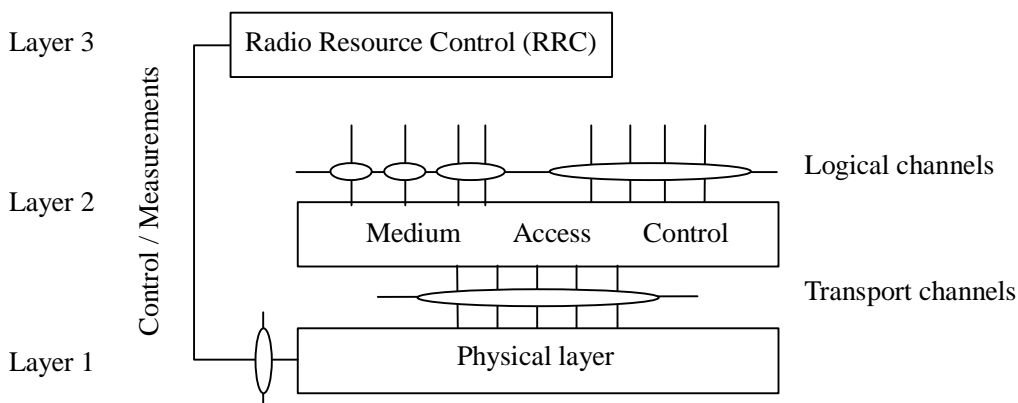 Layer 3
Radio Resource Control (RRC)
Control / Measurements
Logical channels
Layer 2
Medium Access Control
Transport channels
Layer 1
Physical layer